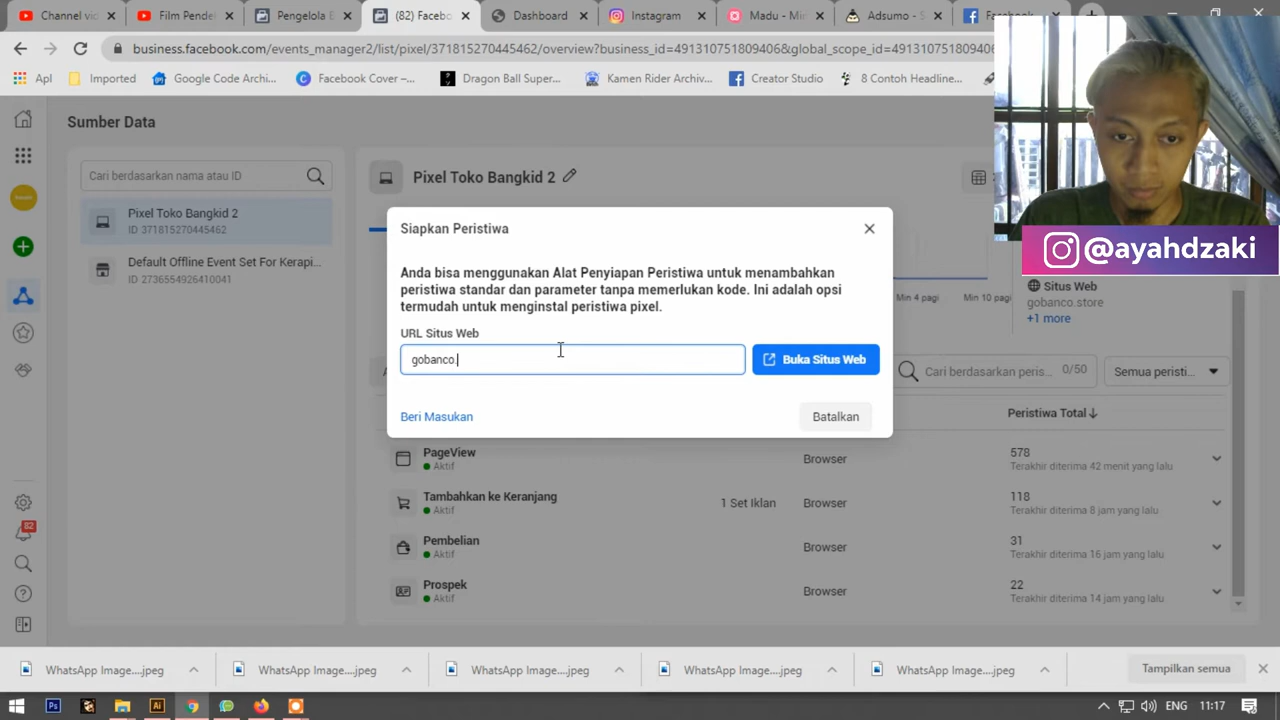 Channel vid
Film Pendel
Pengelola E
(82) Facebo
Dashboard
Instagram
Madu - Mi
Adsumo - S
Facebook
business.facebook.com/events_manager2/list/pixel/371815270445462/overview?business_id=491310751809406&global_scope_id=491310751809406
Apl
Imported
Google Code Archi...
Facebook Cover –...
Dragon Ball Super...
Kamen Rider Archiv...
Creator Studio
8 Contoh Headline...
Sumber Data
Cari berdasarkan nama atau ID
Pixel Toko Bangkid 2
ID 371815270445462
Default Offline Event Set For Kerapi...
ID 2736554926410041
Pixel Toko Bangkid 2
@ayahdzaki
Siapkan Peristiwa
Anda bisa menggunakan Alat Penyiapan Peristiwa untuk menambahkan
peristiwa standar dan parameter tanpa memerlukan kode. Ini adalah opsi
termudah untuk menginstal peristiwa pixel.
URL Situs Web
gobanco.
Buka Situs Web
Beri Masukan
Batalkan
Min 4 pagi
Min 10 pagi
Situs Web
gobanco.store
+1 more
Cari berdasarkan peris...
0/50
Semua peristi...
Peristiwa Total
PageView
Aktif
Browser
578
Terakhir diterima 42 menit yang lalu
Tambahkan ke Keranjang
Aktif
1 Set Iklan
Browser
118
Terakhir diterima 8 jam yang lalu
Pembelian
Aktif
Browser
31
Terakhir diterima 16 jam yang lalu
Prospek
Aktif
Browser
22
Terakhir diterima 14 jam yang lalu
82
WhatsApp Image....jpeg
WhatsApp Image....jpeg
WhatsApp Image....jpeg
WhatsApp Image....jpeg
WhatsApp Image....jpeg
Tampilkan semua
Ps
Ai
ENG
11:17